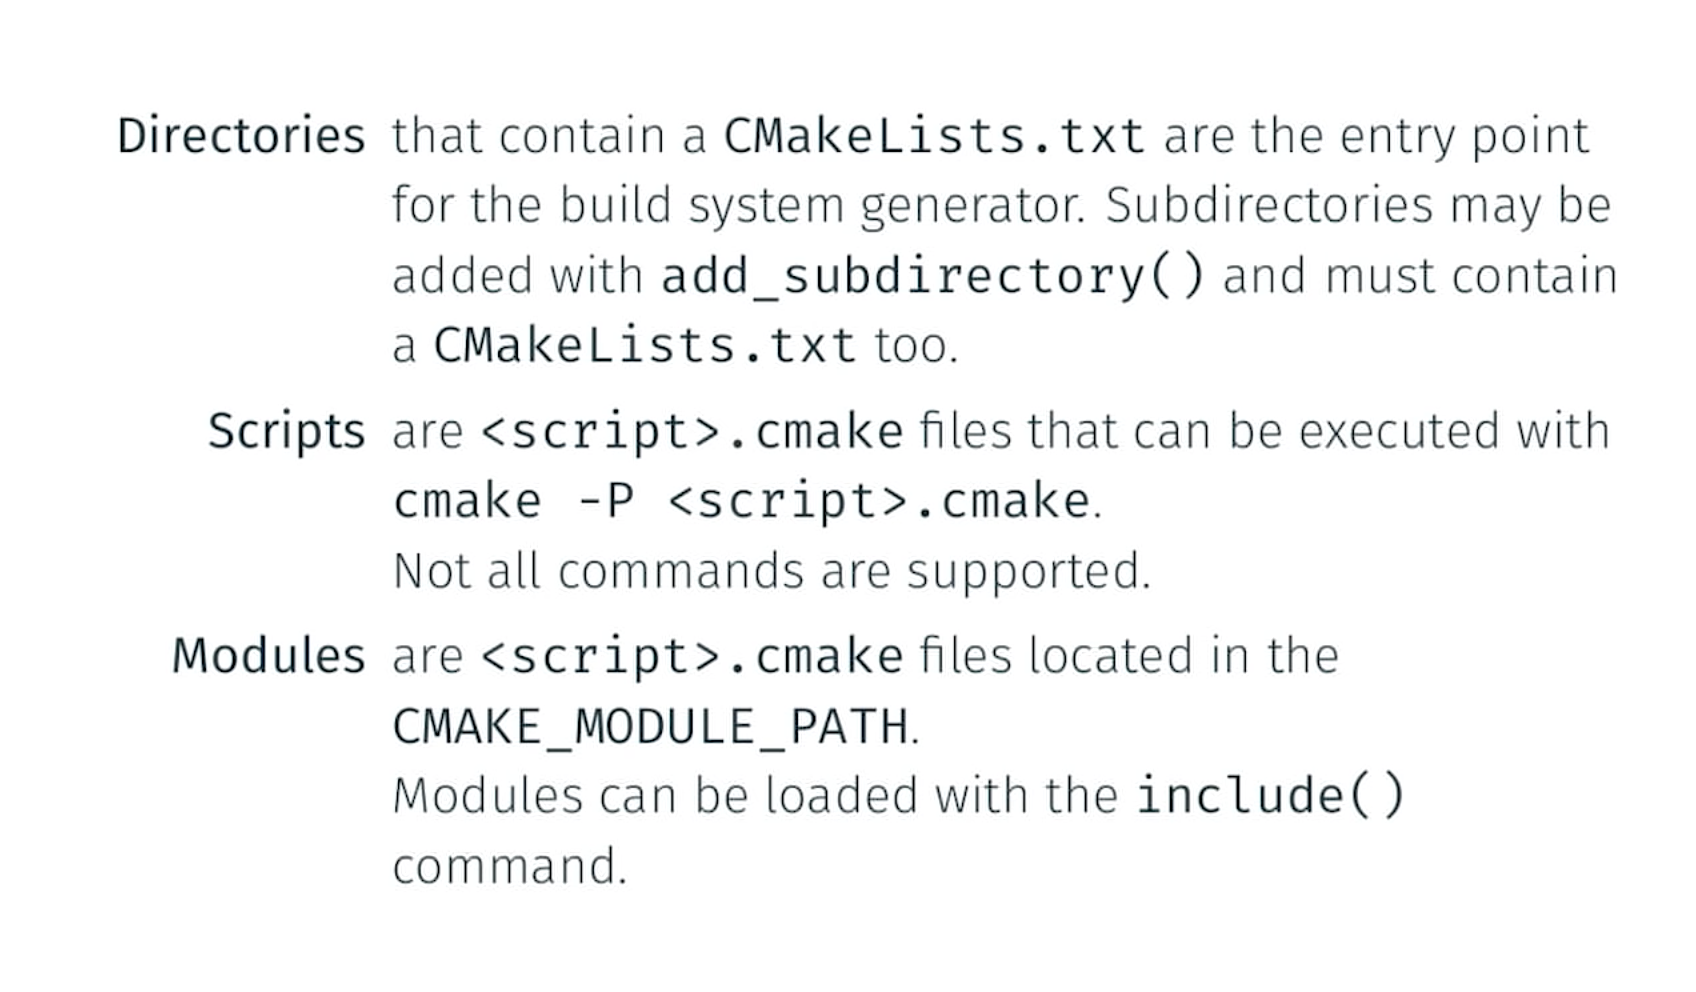 Directories that contain a CMakeLists.txt are the entry point
for the build system generator. Subdirectories may be
added with add_subdirectory() and must contain
a CMakeLists.txt too.
Scripts are <script>.cmake files that can be executed with
cmake -P <script>.cmake.
Not all commands are supported.
Modules are <script>.cmake files located in the
CMAKE_MODULE_PATH.
Modules can be loaded with the include()
command.